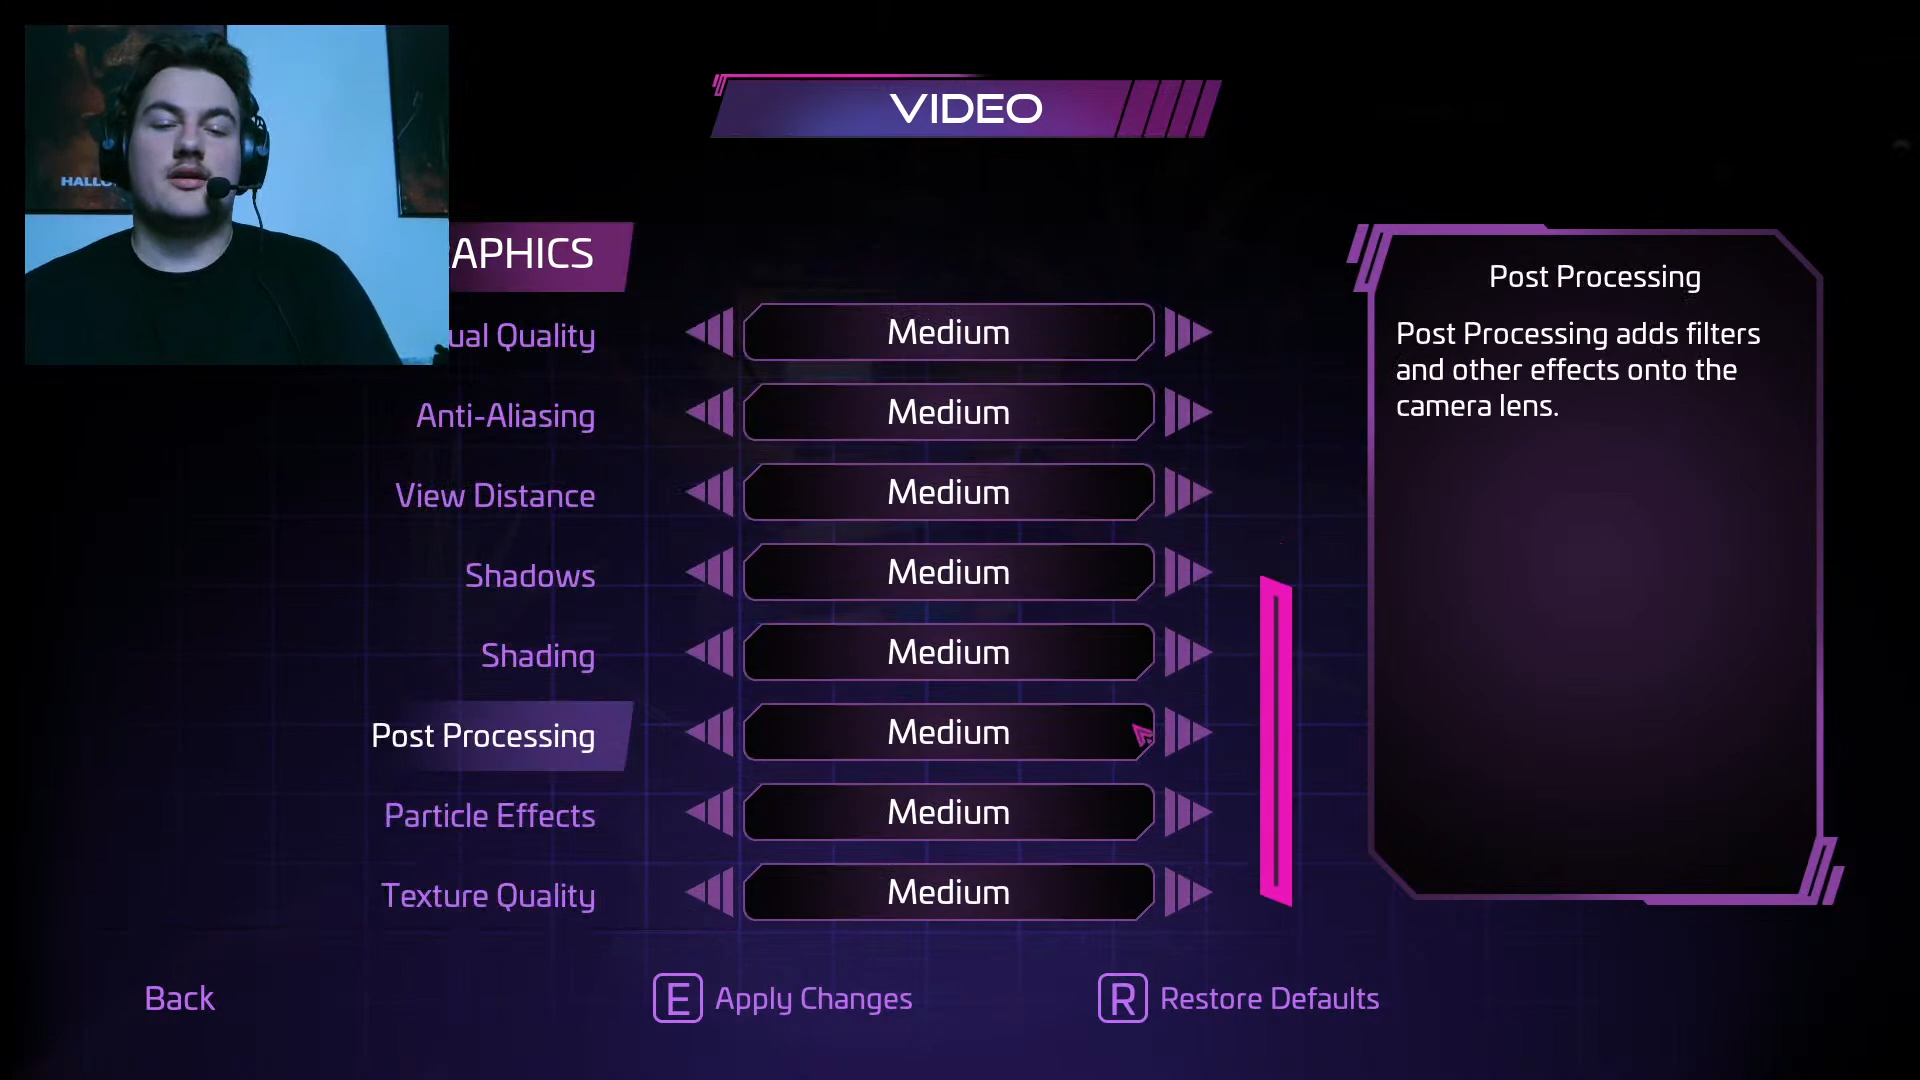 VIDEO
HALLO
APHICS
ual Quality
Medium
Anti-Aliasing
Medium
View Distance
Medium
Shadows
Medium
Shading
Medium
Post Processing
Medium
Particle Effects
Medium
Texture Quality
Medium
Post Processing
Post Processing adds filters
and other effects onto the
camera lens.
Back
E Apply Changes
R Restore Defaults